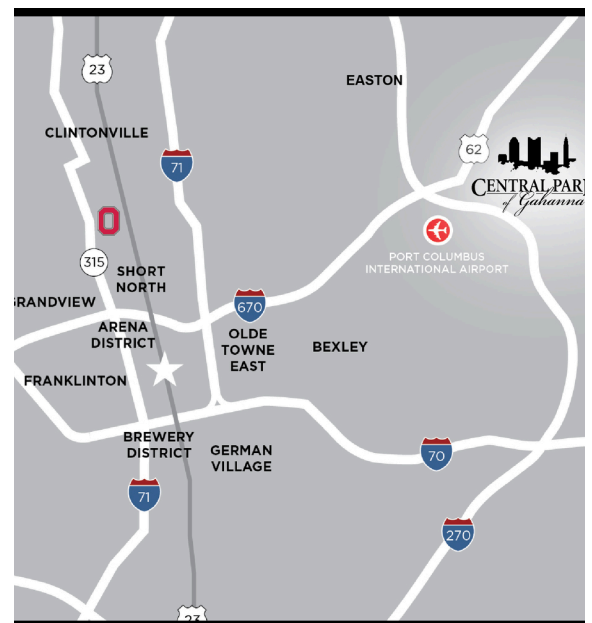 23
EASTON
CLINTONVILLE
62
71
CENTRAL PARK
of Gahanna
O
PORT COLUMBUS
INTERNATIONAL AIRPORT
315
SHORT
NORTH
RANDVIEW
670
ARENA
DISTRICT
OLDE
TOWNE
EAST
BEXLEY
FRANKLINTON
BREWERY
DISTRICT
GERMAN
VILLAGE
70
71
270
23